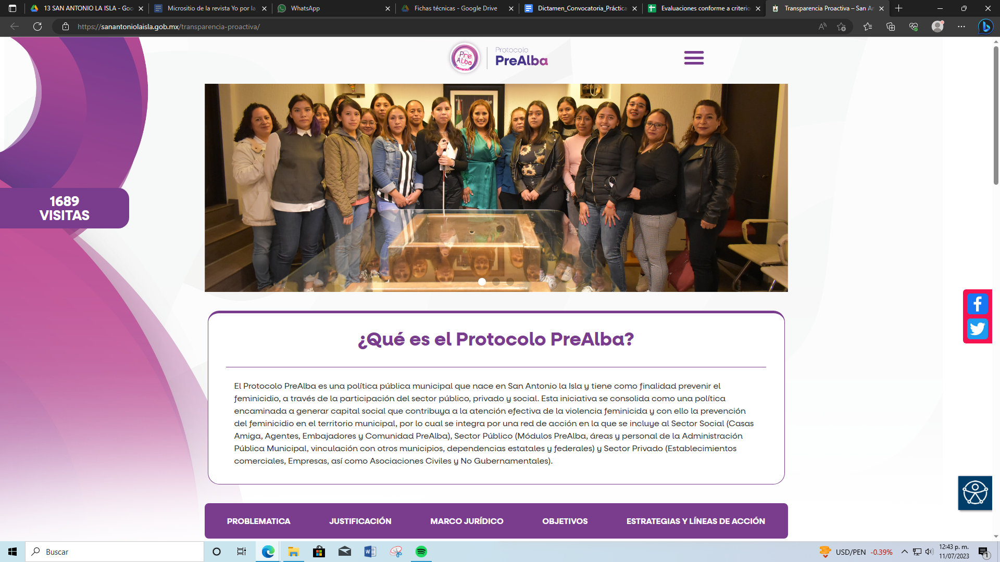 13 SAN ANTONIO LA ISLA - Goo
Micrositio de la revista Yo por la
WhatsApp
Fichas técnicas - Google Drive
Dictamen_Convocatoria_Práctica
Evaluaciones conforme a criterio
Transparencia Proactiva – San An
https://sanantoniolaisla.gob.mx/transparencia-proactiva/
Pre Alba
PROTOCOLO
Protocolo
PreAlba
1689
VISITAS
¿Qué es el Protocolo PreAlba?
El Protocolo PreAlba es una política pública municipal que nace en San Antonio la Isla y tiene como finalidad prevenir el
feminicidio, a través de la participación del sector público, privado y social. Esta iniciativa se consolida como una política
encaminada a generar capital social que contribuya a la atención efectiva de la violencia feminicida y con ello la prevención
del feminicidio en el territorio municipal, por lo cual se integra por una red de acción en la que se incluye al Sector Social (Casas
Amiga, Agentes, Embajadores y Comunidad PreAlba), Sector Público (Módulos PreAlba, áreas y personal de la Administración
Pública Municipal, vinculación con otros municipios, dependencias estatales y federales) y Sector Privado (Establecimientos
comerciales, Empresas, así como Asociaciones Civiles y No Gubernamentales).
PROBLEMATICA JUSTIFICACIÓN MARCO JURÍDICO OBJETIVOS ESTRATEGIAS Y LÍNEAS DE ACCIÓN
Buscar
USD/PEN -0.39%
12:43 p. m.
11/07/2023
1